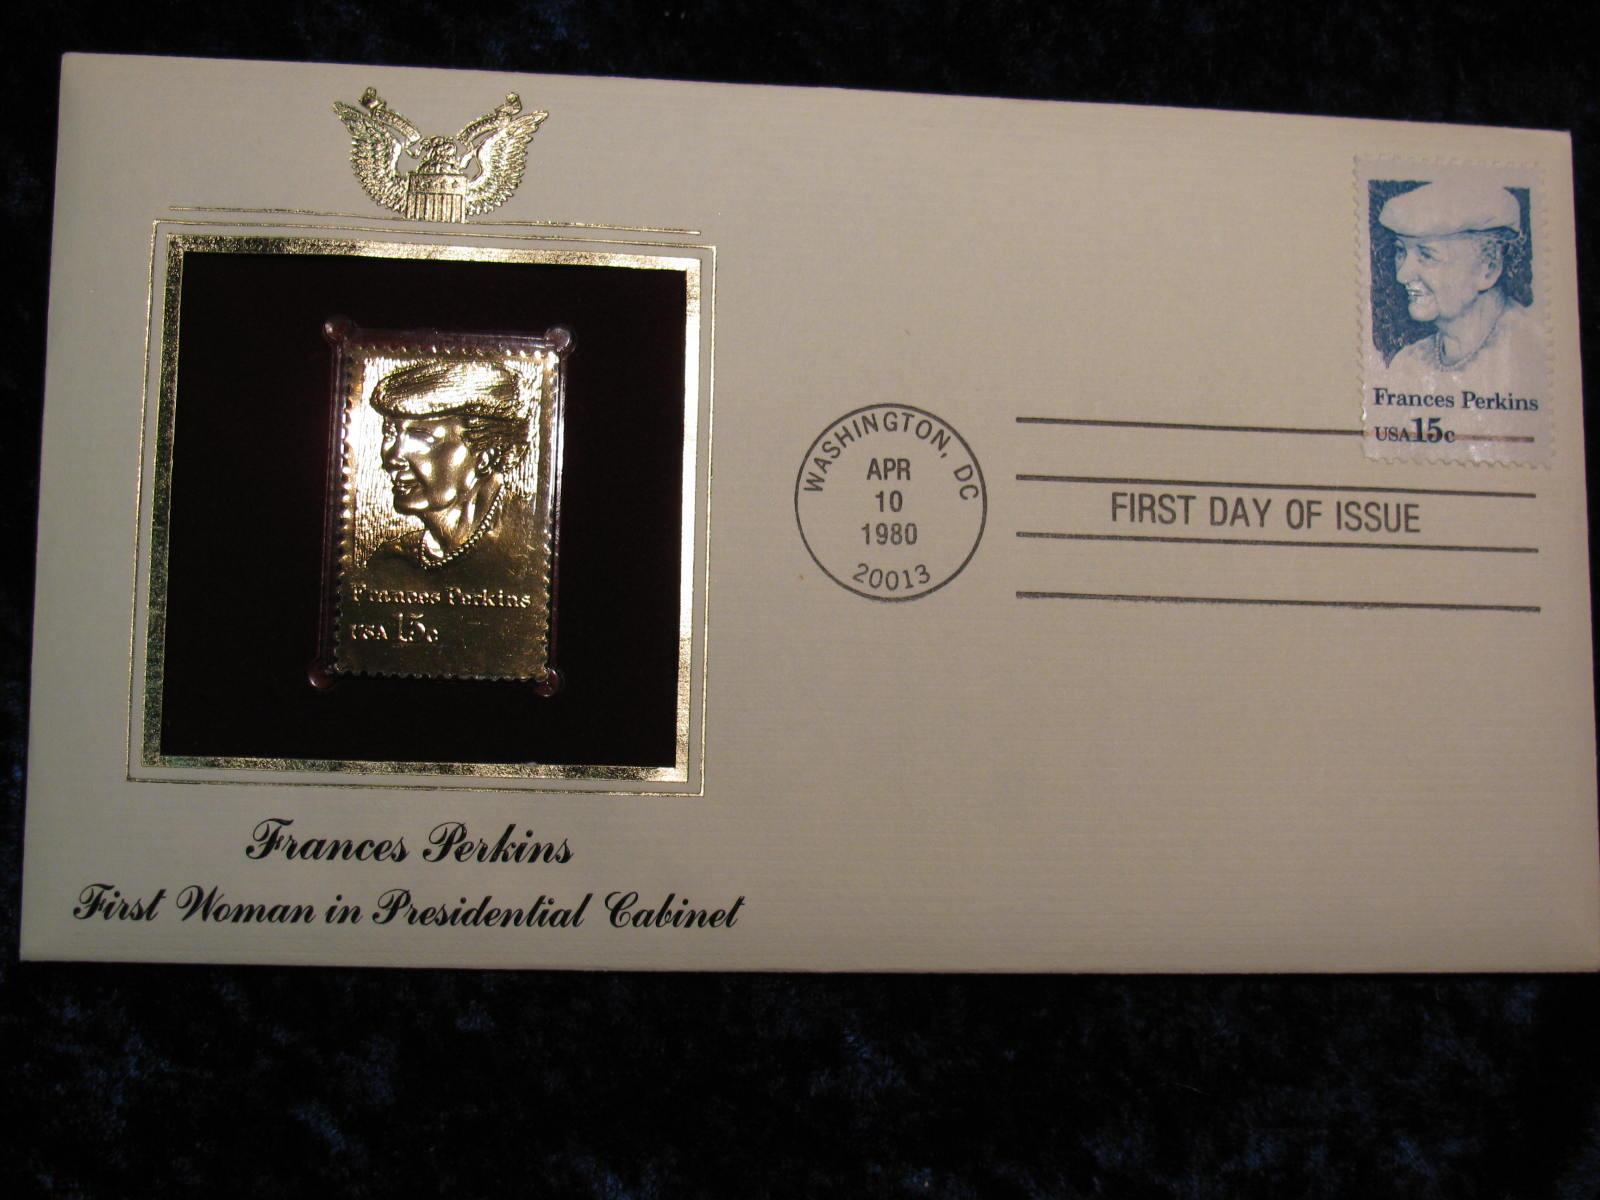 Frances Perkins
USA 15c
Frances Perkins
First Woman in Presidential Cabinet
WASHINGTON, DC
APR
10
1980
20013
FIRST DAY OF ISSUE
Frances Perkins
USA 15c